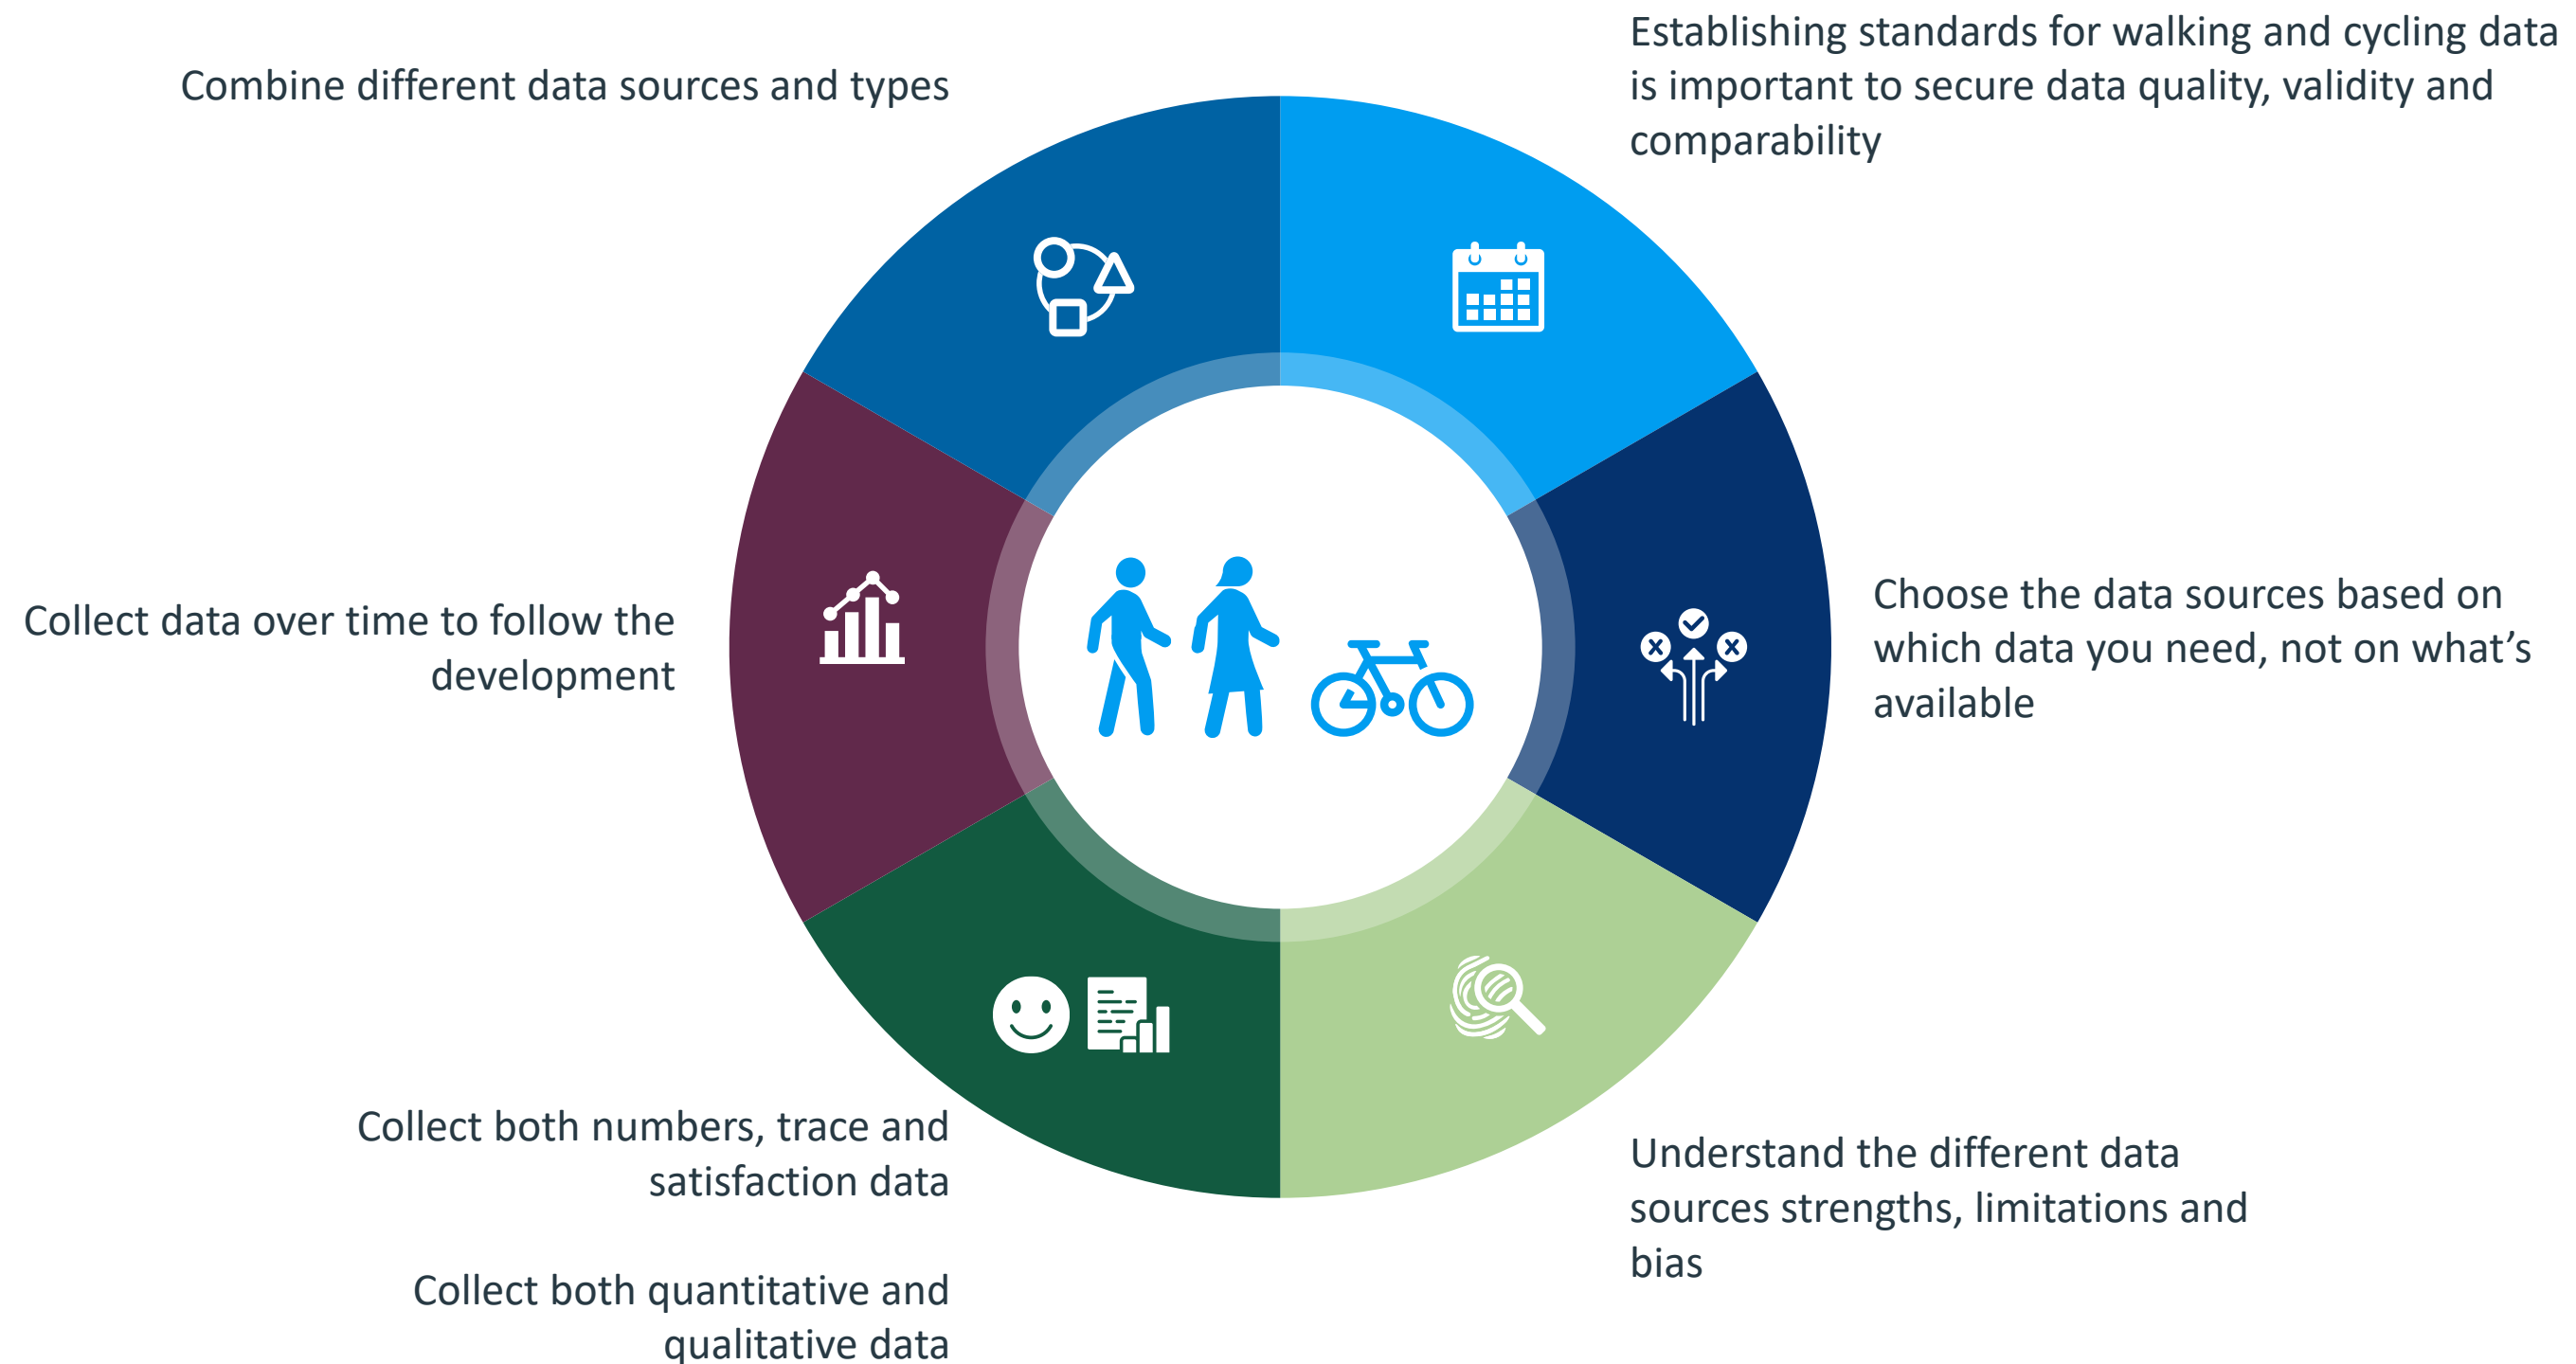 Combine different data sources and types
Establishing standards for walking and cycling data
is important to secure data quality, validity and
comparability
Collect data over time to follow the
development
Choose the data sources based on
which data you need, not on what’s
available
Collect both numbers, trace and
satisfaction data
Collect both quantitative and
qualitative data
Understand the different data
sources strengths, limitations and
bias